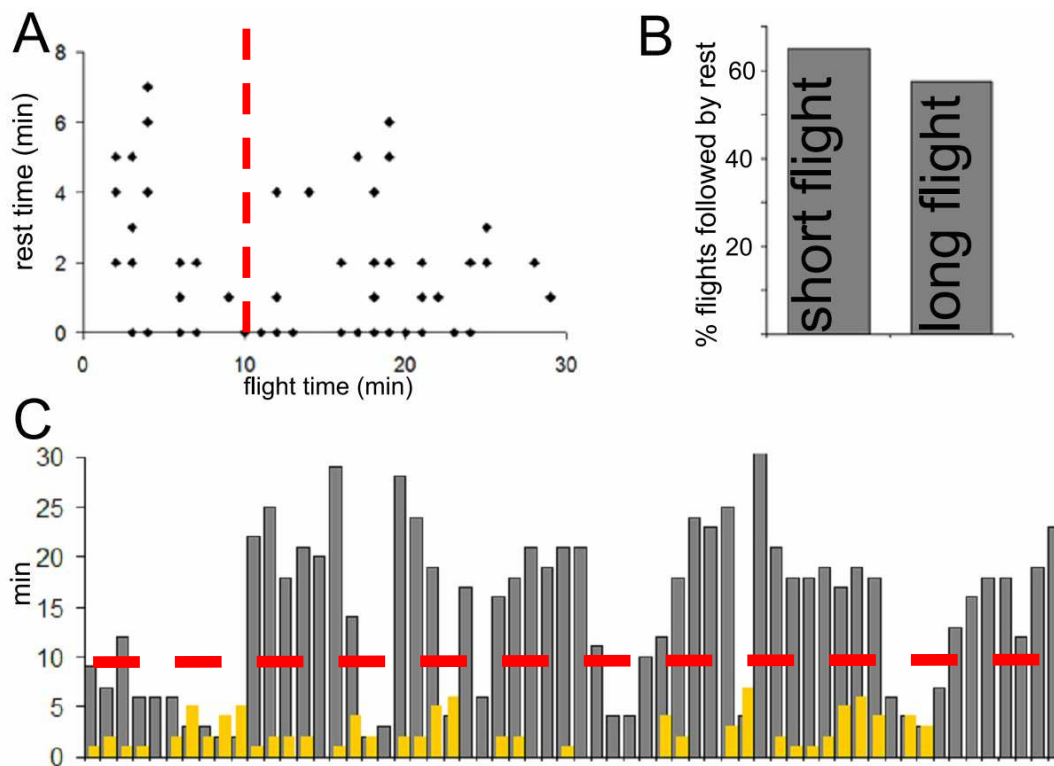 A
8
6
4
2
0
rest time (min)
0
10
20
30
flight time (min)
B
60
40
20
% flights followed by rest
short flight
long flight
C
30
25
20
15
10
5
0
min